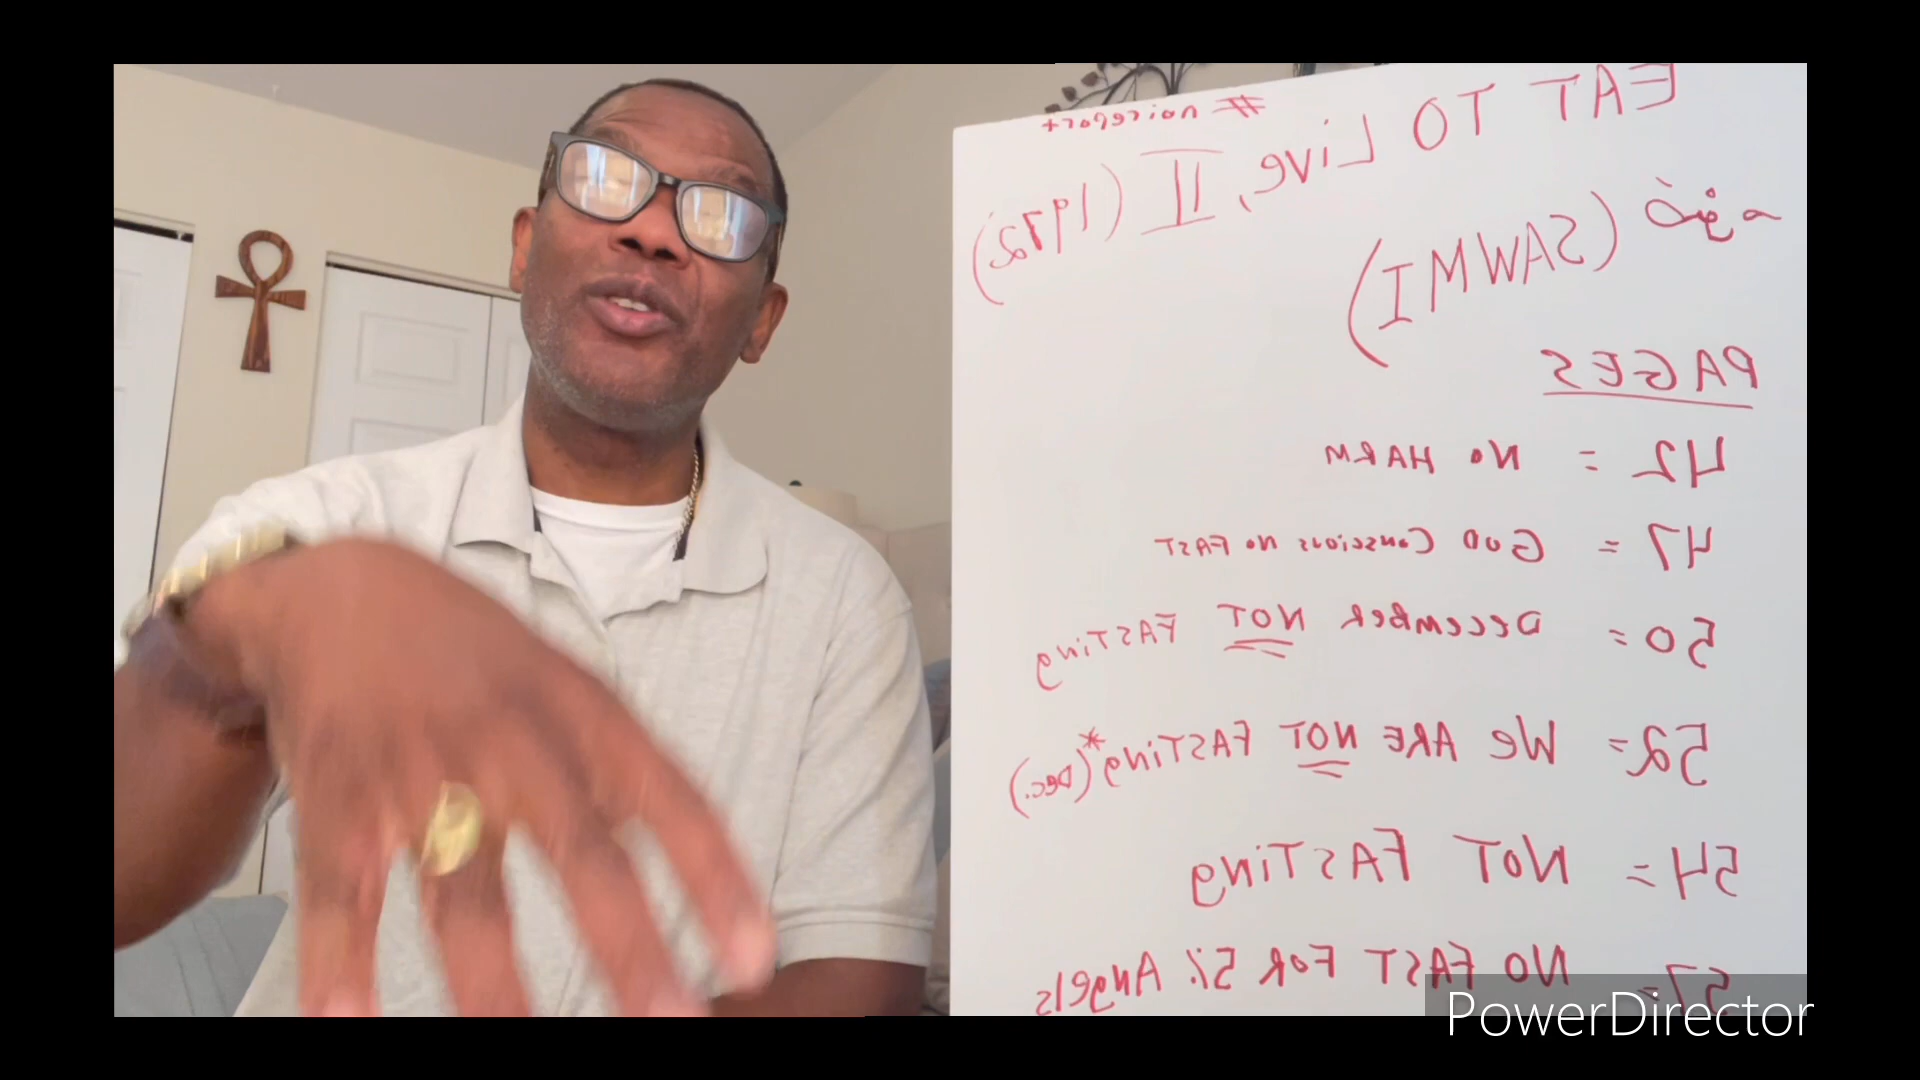 # noireport
EAT TO Live, II (1972)
(SAWMI)
PAGES
42 = No HARM
47 = GOD Conscious no FAST
50 = DECEMBER NOT FASTing
52 = We ARE NOT FASTing* (DEC.)
54 = NOT FASTing
57 = NO FAST FOR 5% Angels
PowerDirector